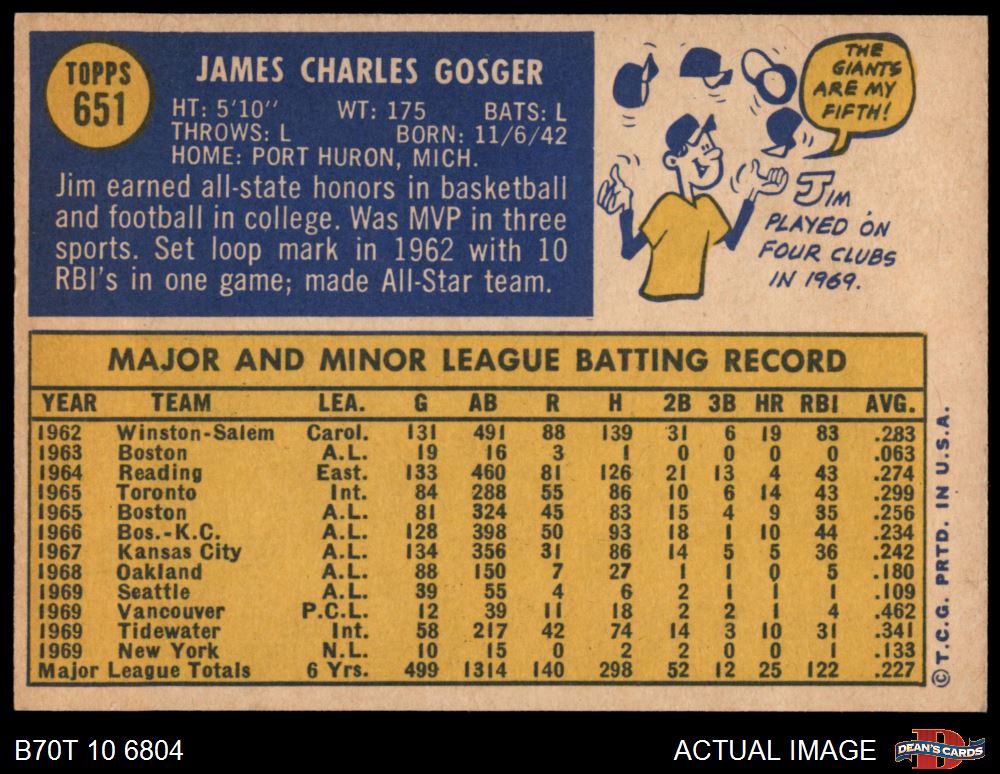 TOPPS
651
JAMES CHARLES GOSGER
HT: 5'10" WT: 175 BATS: L
THROWS: L BORN: 11/6/42
HOME: PORT HURON, MICH.
Jim earned all-state honors in basketball
and football in college. Was MVP in three
sports. Set loop mark in 1962 with 10
RBI's in one game; made All-Star team.
THE
GIANTS
ARE MY
FIFTH!
JIM
PLAYED ON
FOUR CLUBS
IN 1969.
MAJOR AND MINOR LEAGUE BATTING RECORD
YEAR TEAM LEA. G AB R H 2B 3B HR RBI AVG.
1962 Winston-Salem Carol. 131 491 88 139 31 6 19 83 .283
1963 Boston A.L. 19 16 3 1 0 0 0 0 .063
1964 Reading East. 133 460 81 126 21 13 4 43 .274
1965 Toronto Int. 84 288 55 86 10 6 14 43 .299
1965 Boston A.L. 81 324 45 83 15 4 9 35 .256
1966 Bos.-K.C. A.L. 128 398 50 93 18 1 10 44 .234
1967 Kansas City A.L. 134 356 31 86 14 5 5 36 .242
1968 Oakland A.L. 88 150 7 27 1 1 0 5 .180
1969 Seattle A.L. 39 55 4 6 2 1 1 1 .109
1969 Vancouver P.C.L. 12 39 11 18 2 2 1 4 .462
1969 Tidewater Int. 58 217 42 74 14 3 10 31 .341
1969 New York N.L. 10 15 0 2 2 0 0 1 .133
Major League Totals 6 Yrs. 499 1314 140 298 52 12 25 122 .227
© T.C.G. PRTD. IN U.S.A.
B70T 10 6804
ACTUAL IMAGE
D
DEAN'S CARDS